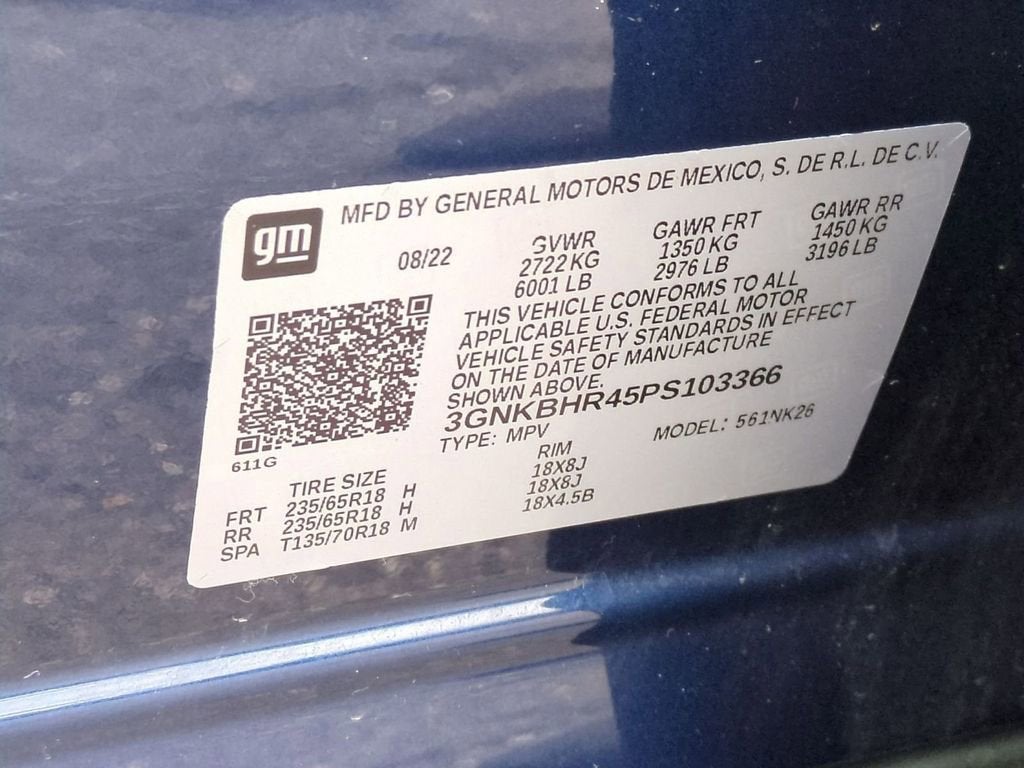 gm
MFD BY GENERAL MOTORS DE MEXICO, S. DE R.L. DE C.V.
08/22
GVWR
2722 KG
6001 LB
GAWR FRT
1350 KG
2976 LB
GAWR RR
1450 KG
3196 LB
THIS VEHICLE CONFORMS TO ALL
APPLICABLE U.S. FEDERAL MOTOR
VEHICLE SAFETY STANDARDS IN EFFECT
ON THE DATE OF MANUFACTURE
SHOWN ABOVE.
3GNKBHR45PS103366
TYPE: MPV MODEL: 561NK26
611G
TIRE SIZE RIM
FRT 235/65R18 H 18X8J
RR 235/65R18 H 18X8J
SPA T135/70R18 M 18X4.5B